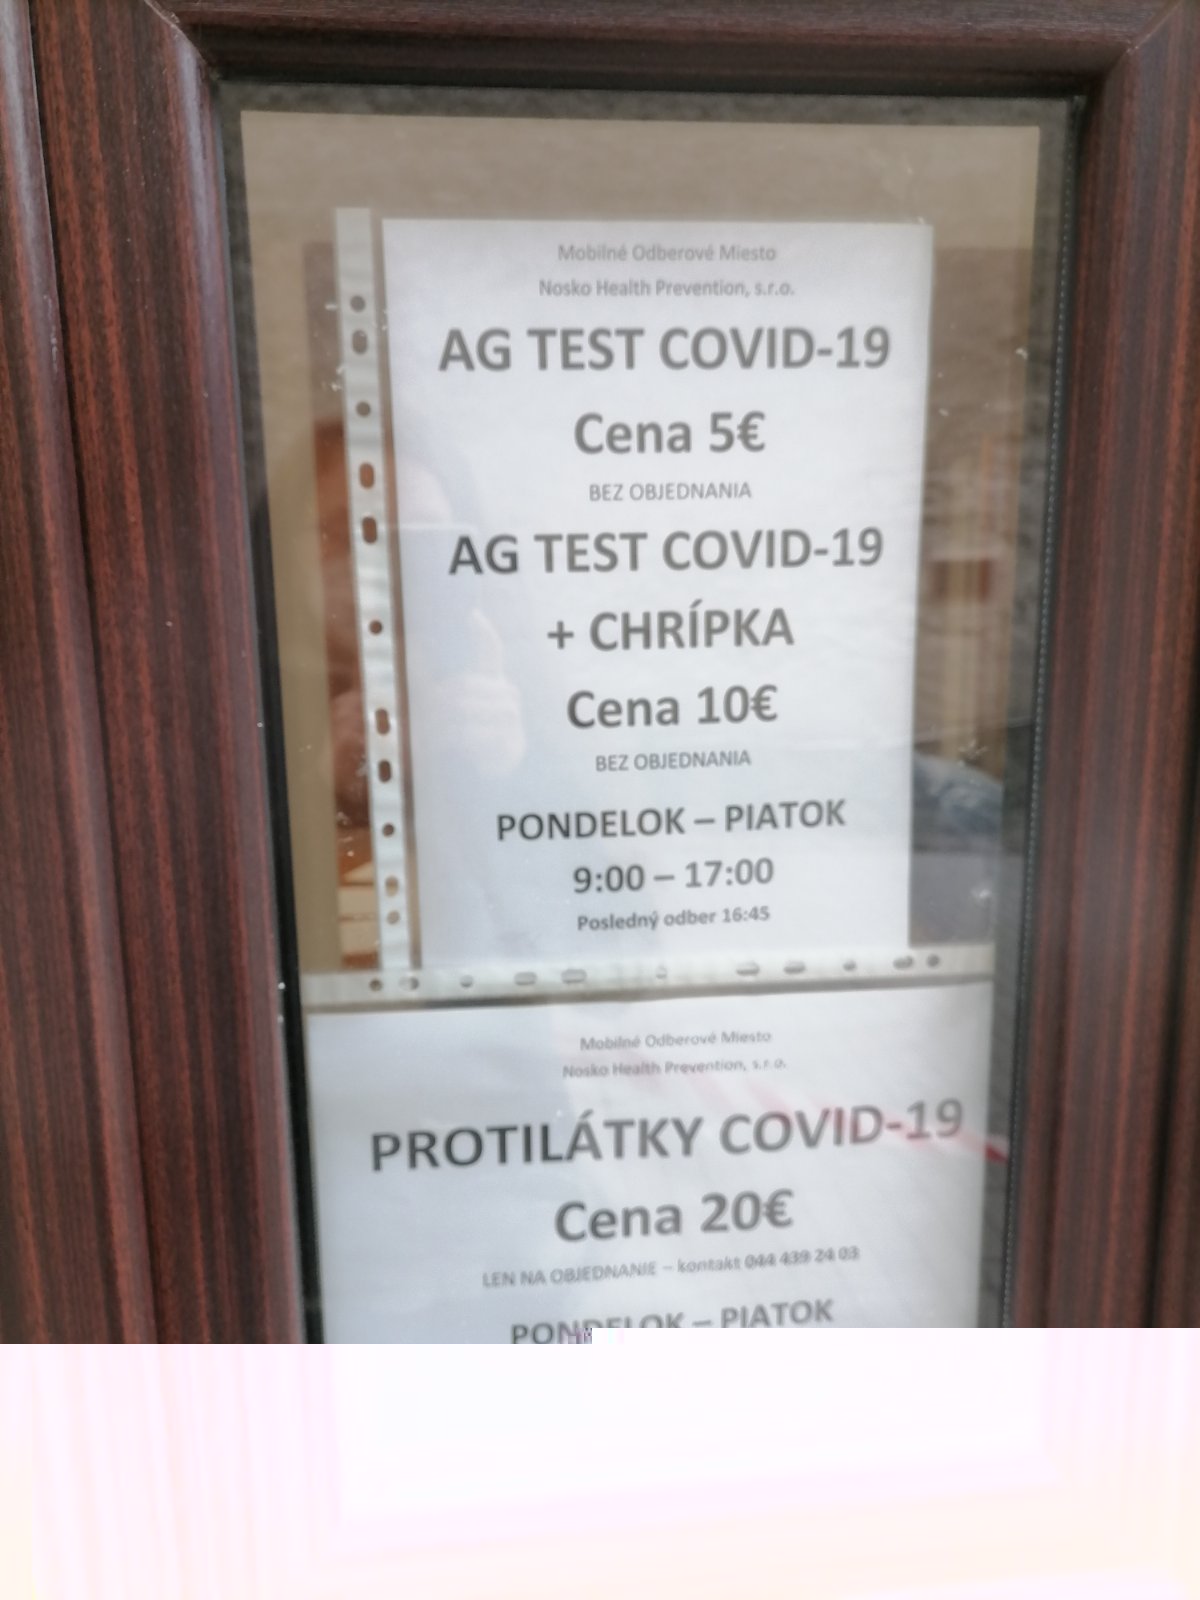 Mobilné Odberové Miesto
Nosko Health Prevention, s.r.o.
AG TEST COVID-19
Cena 5€
BEZ OBJEDNANIA
AG TEST COVID-19
+ CHRÍPKA
Cena 10€
BEZ OBJEDNANIA
PONDELOK – PIATOK
9:00 – 17:00
Posledný odber 16:45
Mobilné Odberové Miesto
Nosko Health Prevention, s.r.o.
PROTILÁTKY COVID-19
Cena 20€
LEN NA OBJEDNANIE – kontakt 044 439 24 03
PONDELOK – PIATOK